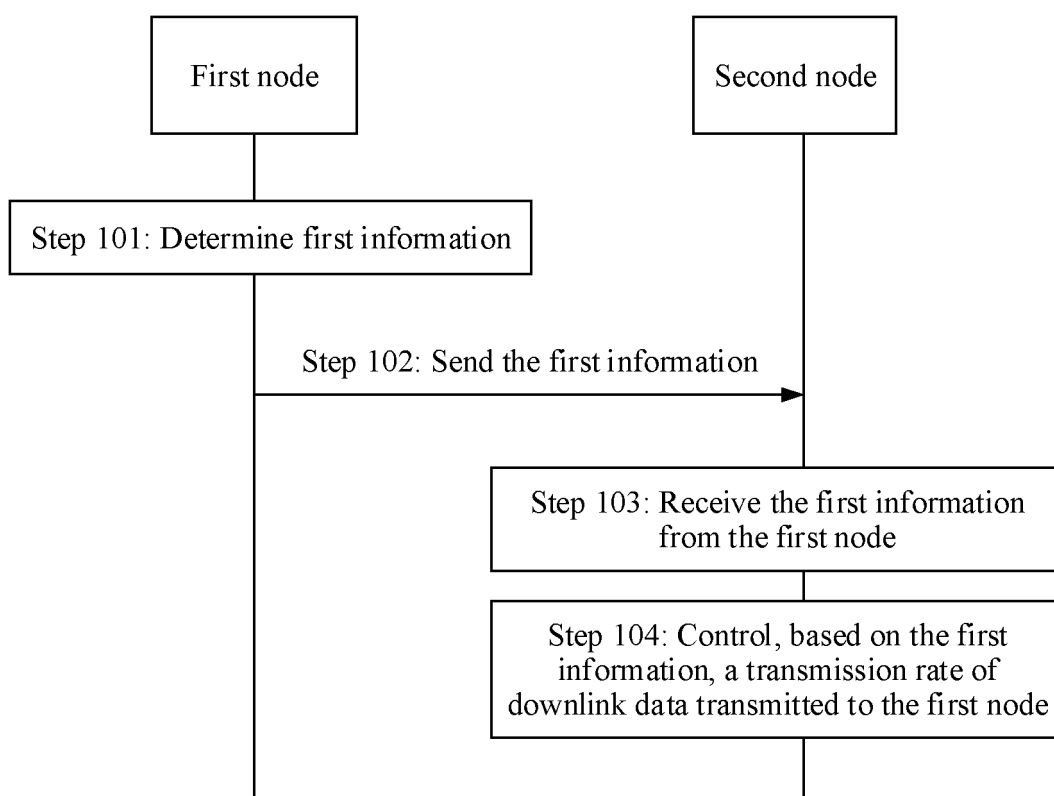 First node
Second node
Step 101: Determine first information
Step 102: Send the first information
Step 103: Receive the first information
from the first node
Step 104: Control, based on the first
information, a transmission rate of
downlink data transmitted to the first node